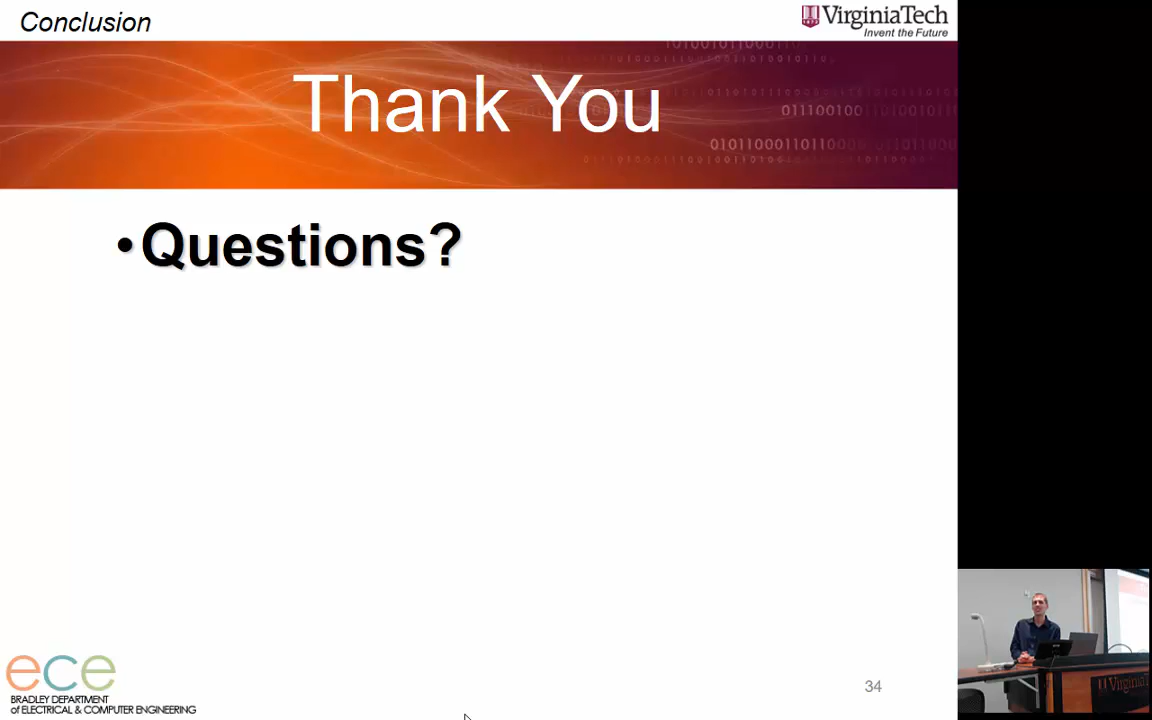 Conclusion
VirginiaTech
Invent the Future
Thank You
•Questions?
ece
BRADLEY DEPARTMENT
of ELECTRICAL & COMPUTER ENGINEERING
34